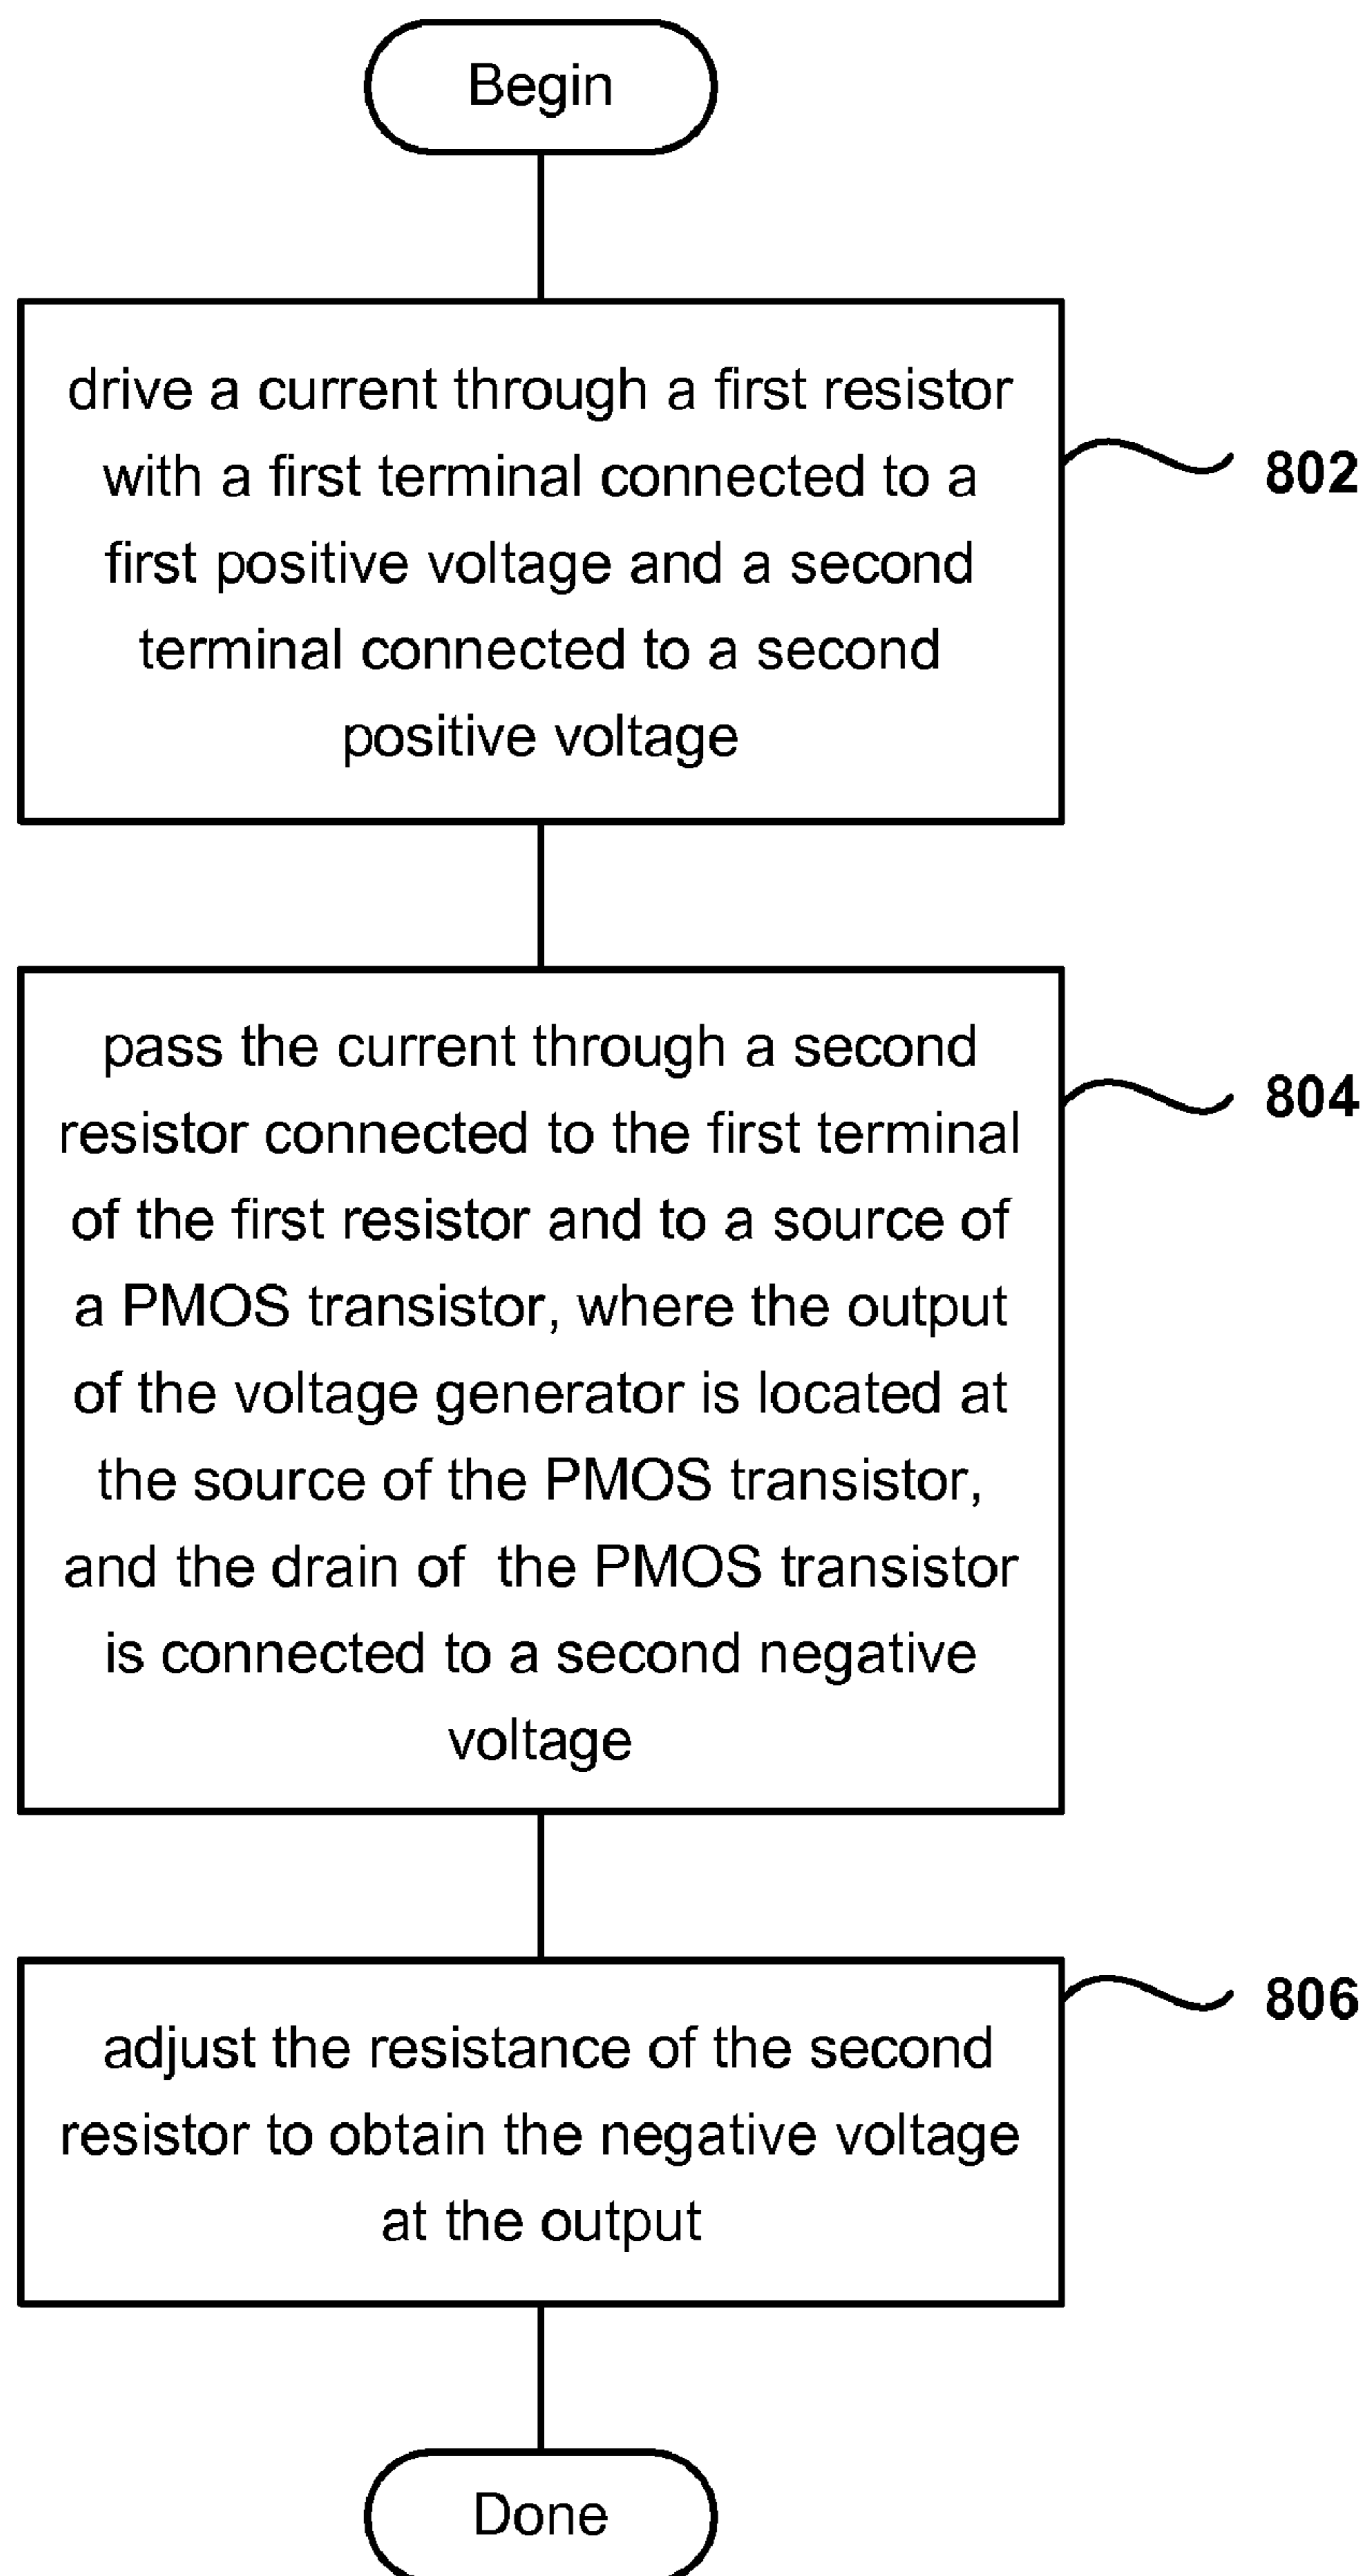 Begin
drive a current through a first resistor
with a first terminal connected to a
first positive voltage and a second
terminal connected to a second
positive voltage
802
pass the current through a second
resistor connected to the first terminal
of the first resistor and to a source of
a PMOS transistor, where the output
of the voltage generator is located at
the source of the PMOS transistor,
and the drain of the PMOS transistor
is connected to a second negative
voltage
804
adjust the resistance of the second
resistor to obtain the negative voltage
at the output
806
Done